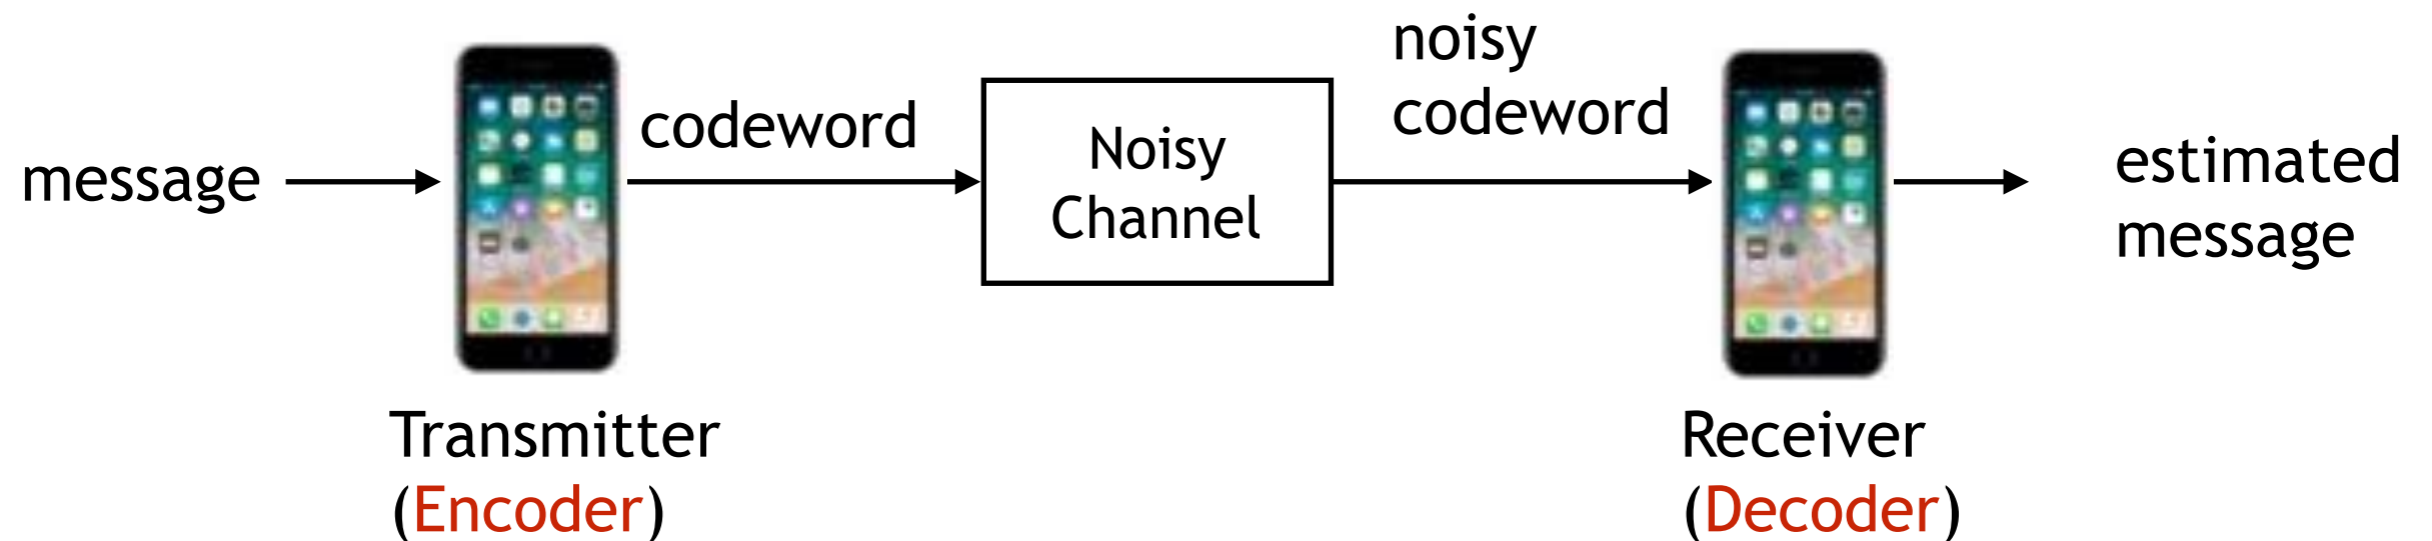 message
Transmitter
(Encoder)
codeword
Noisy
Channel
noisy
codeword
Receiver
(Decoder)
estimated
message